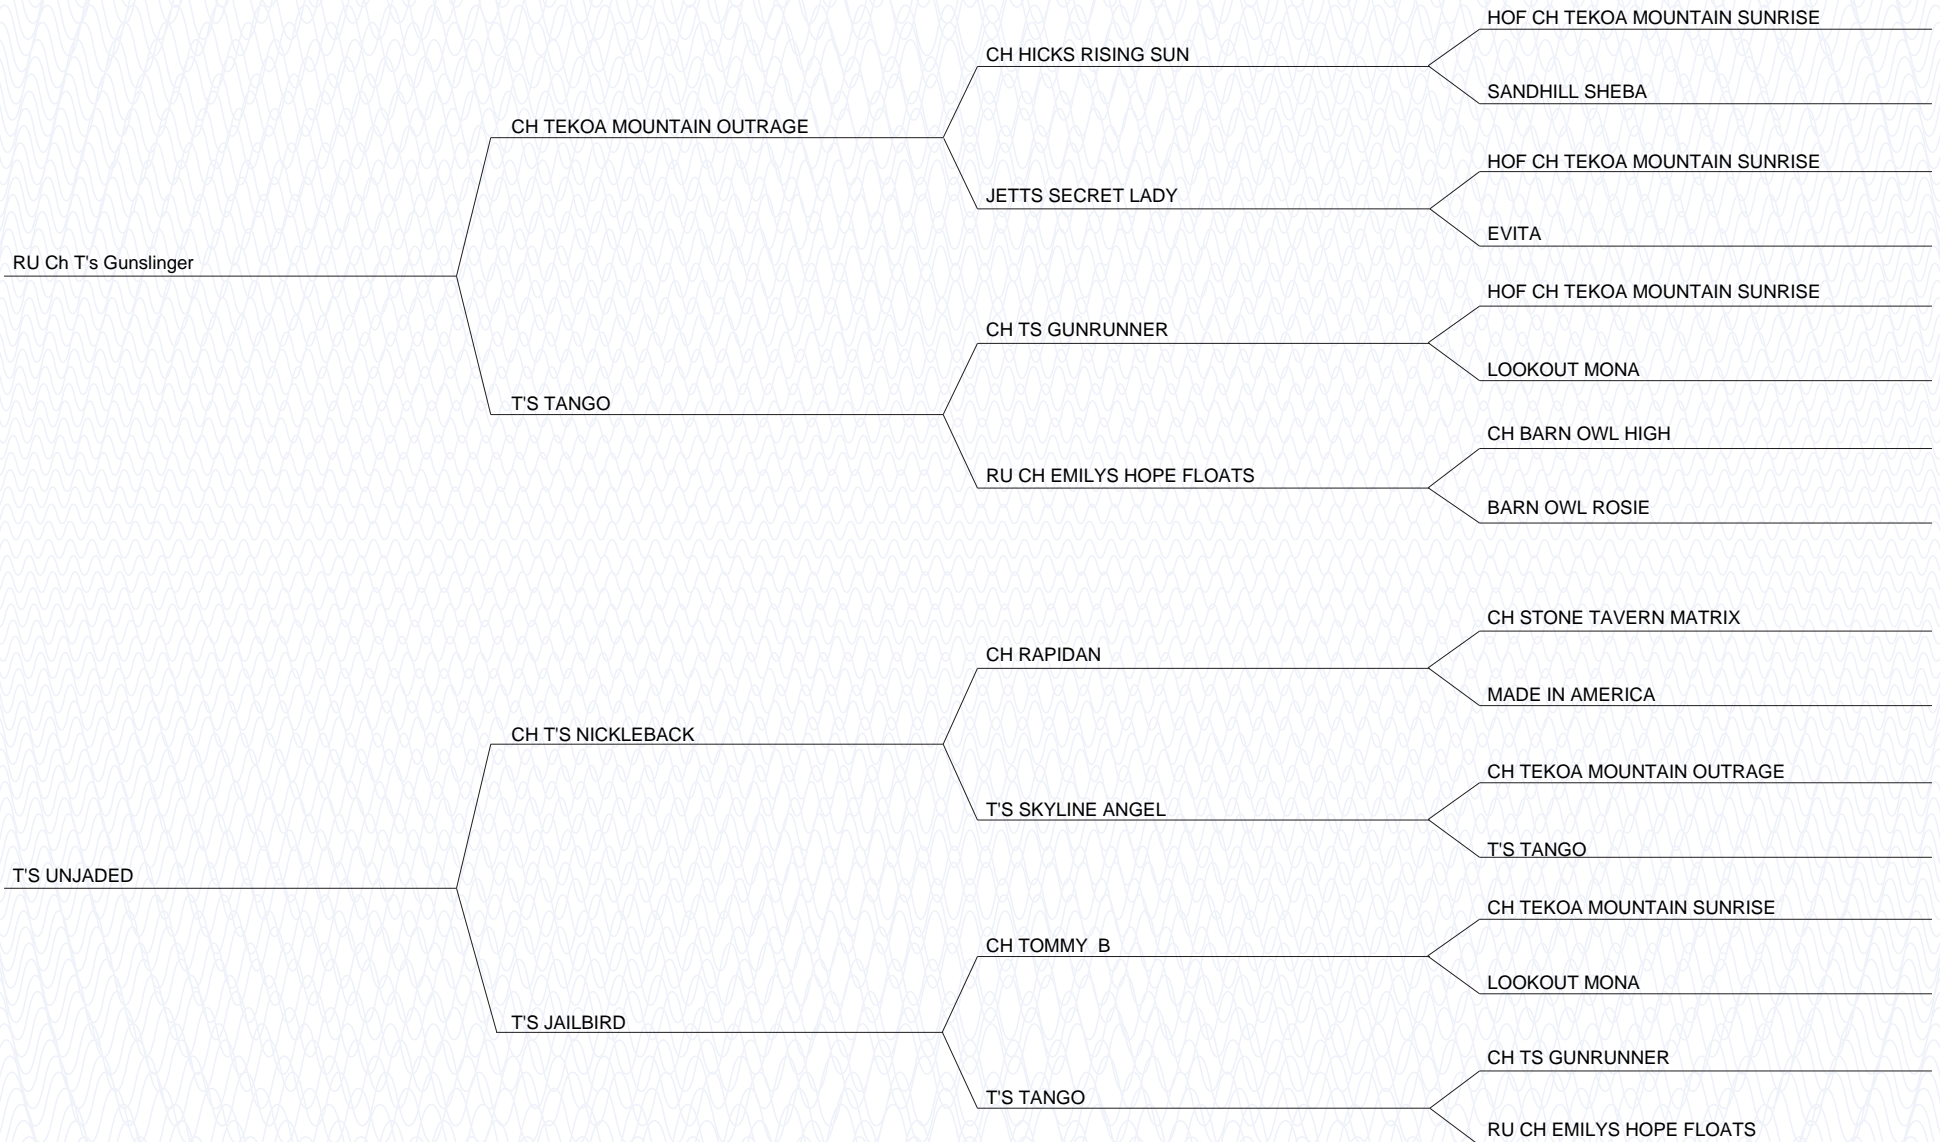 HOF CH TEKOA MOUNTAIN SUNRISE
CH HICKS RISING SUN
SANDHILL SHEBA
CH TEKOA MOUNTAIN OUTRAGE
HOF CH TEKOA MOUNTAIN SUNRISE
JETTS SECRET LADY
EVITA
RU Ch T's Gunslinger
HOF CH TEKOA MOUNTAIN SUNRISE
CH TS GUNRUNNER
LOOKOUT MONA
T'S TANGO
CH BARN OWL HIGH
RU CH EMILYS HOPE FLOATS
BARN OWL ROSIE
CH STONE TAVERN MATRIX
CH RAPIDAN
MADE IN AMERICA
CH T'S NICKLEBACK
CH TEKOA MOUNTAIN OUTRAGE
T'S SKYLINE ANGEL
T'S TANGO
T'S UNJADED
CH TEKOA MOUNTAIN SUNRISE
CH TOMMY  B
LOOKOUT MONA
T'S JAILBIRD
CH TS GUNRUNNER
T'S TANGO
RU CH EMILYS HOPE FLOATS